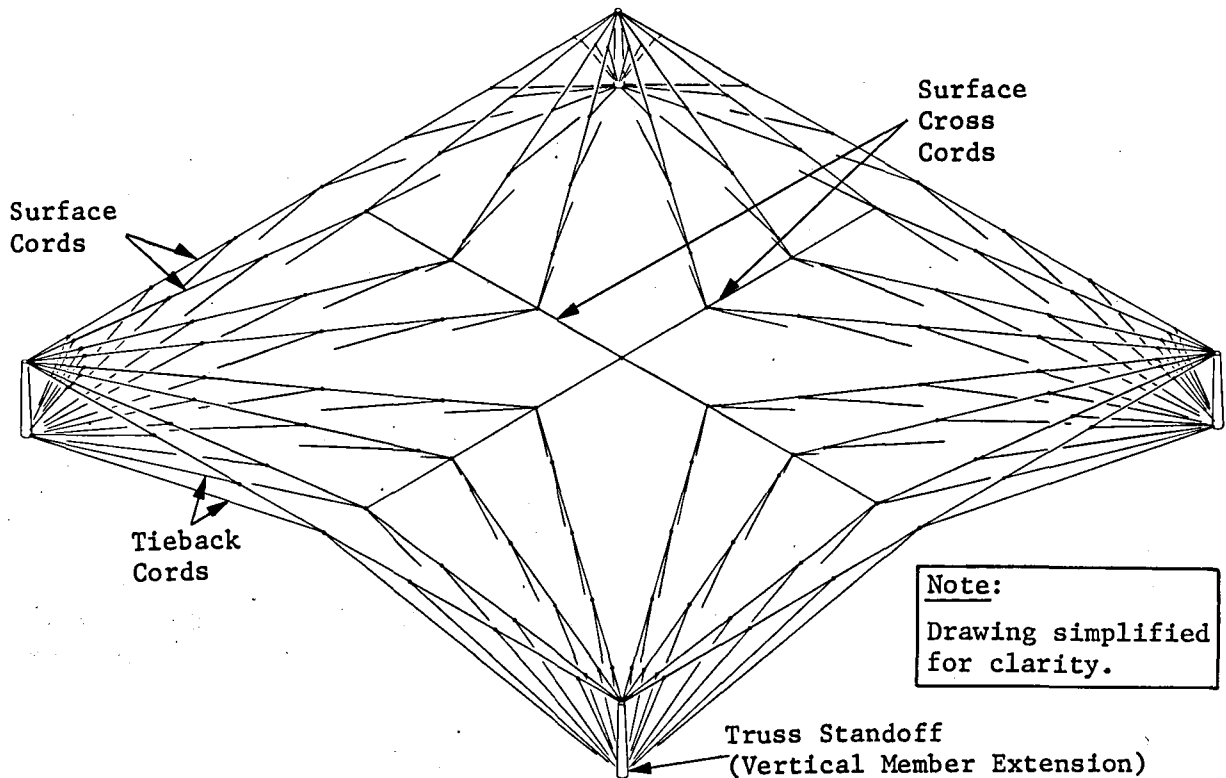 Surface
Cross
Cords
Surface
Cords
Tieback
Cords
Note:
Drawing simplified
for clarity.
Truss Standoff
(Vertical Member Extension)